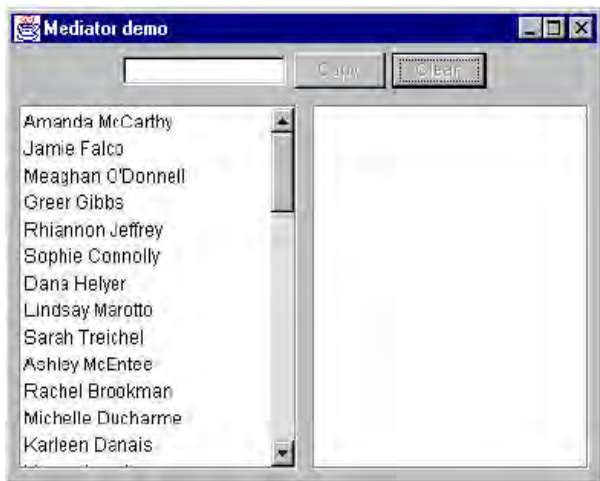 Mediator demo
Copy Clear
Amanda McCarthy
Jamie Falco
Meaghan O'Donnell
Greer Gibbs
Rhiannon Jeffrey
Sophie Connolly
Dana Helyer
Lindsay Marotto
Sarah Treichel
Ashley McEntee
Rachel Brookman
Michelle Ducharme
Karleen Danais